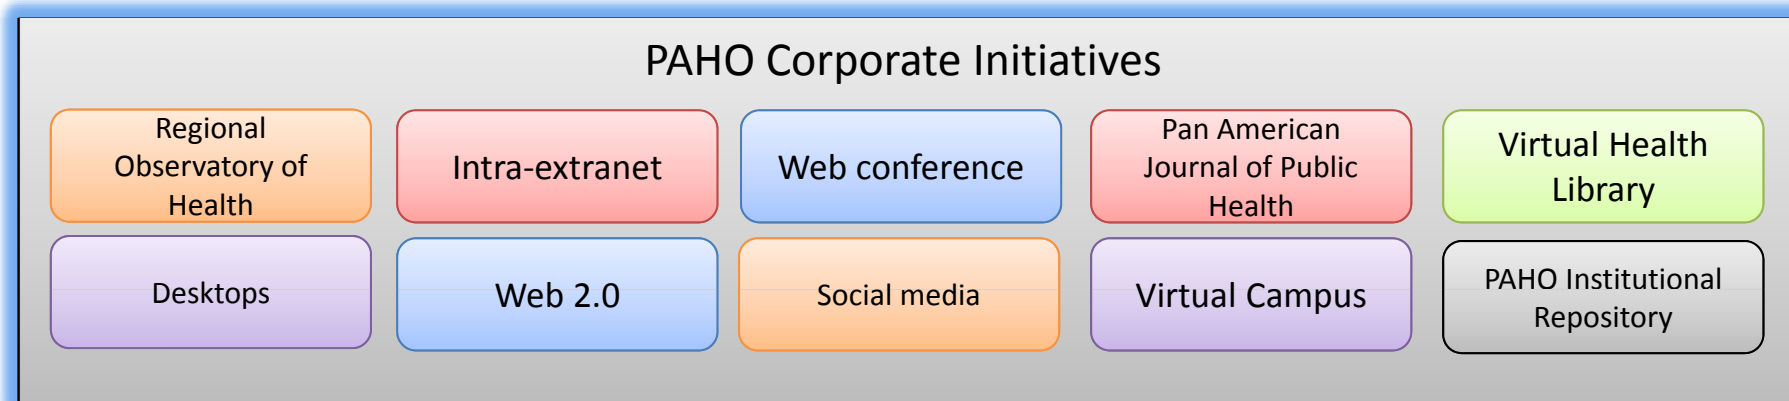 PAHO Corporate Initiatives
Regional
Observatory of
Health
Intra-extranet
Web conference
Pan American
Journal of Public
Health
Virtual Health
Library
Desktops
Web 2.0
Social media
Virtual Campus
PAHO Institutional
Repository